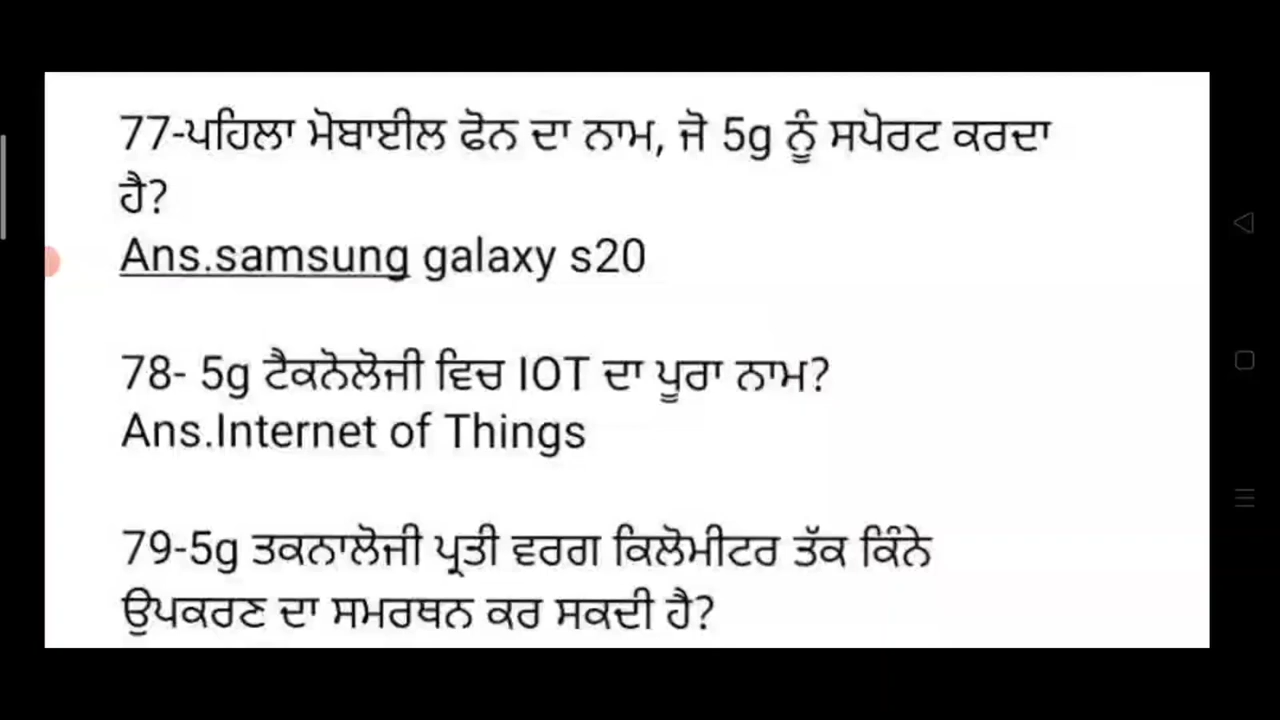 77-ਪਹਿਲਾ ਮੋਬਾਈਲ ਫੋਨ ਦਾ ਨਾਮ, ਜੋ 5g ਨੂੰ ਸਪੋਰਟ ਕਰਦਾ
ਹੈ?
Ans.samsung galaxy s20
78- 5g ਟੈਕਨੋਲੋਜੀ ਵਿਚ IOT ਦਾ ਪੂਰਾ ਨਾਮ?
Ans.Internet of Things
79-5g ਤਕਨਾਲੋਜੀ ਪ੍ਰਤੀ ਵਰਗ ਕਿਲੋਮੀਟਰ ਤੱਕ ਕਿੰਨੇ
ਉਪਕਰਣ ਦਾ ਸਮਰਥਨ ਕਰ ਸਕਦੀ ਹੈ?